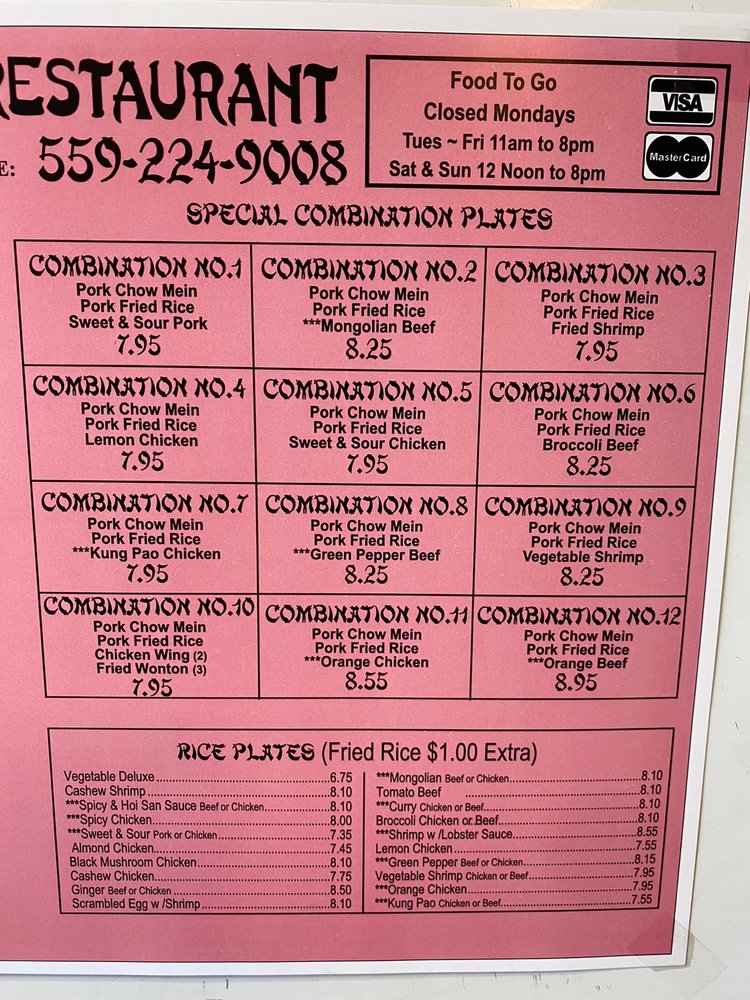 RESTAURANT
E: 559-224-9008
Food To Go
Closed Mondays
Tues ~ Fri 11am to 8pm
Sat & Sun 12 Noon to 8pm
VISA
MasterCard
SPECIAL COMBINATION PLATES
COMBINATION NO.1
Pork Chow Mein
Pork Fried Rice
Sweet & Sour Pork
7.95
COMBINATION NO.2
Pork Chow Mein
Pork Fried Rice
***Mongolian Beef
8.25
COMBINATION NO.3
Pork Chow Mein
Pork Fried Rice
Fried Shrimp
7.95
COMBINATION NO.4
Pork Chow Mein
Pork Fried Rice
Lemon Chicken
7.95
COMBINATION NO.5
Pork Chow Mein
Pork Fried Rice
Sweet & Sour Chicken
7.95
COMBINATION NO.6
Pork Chow Mein
Pork Fried Rice
Broccoli Beef
8.25
COMBINATION NO.7
Pork Chow Mein
Pork Fried Rice
***Kung Pao Chicken
7.95
COMBINATION NO.8
Pork Chow Mein
Pork Fried Rice
***Green Pepper Beef
8.25
COMBINATION NO.9
Pork Chow Mein
Pork Fried Rice
Vegetable Shrimp
8.25
COMBINATION NO.10
Pork Chow Mein
Pork Fried Rice
Chicken Wing (2)
Fried Wonton (3)
7.95
COMBINATION NO.11
Pork Chow Mein
Pork Fried Rice
***Orange Chicken
8.55
COMBINATION NO.12
Pork Chow Mein
Pork Fried Rice
***Orange Beef
8.95
RICE PLATES (Fried Rice $1.00 Extra)
Vegetable Deluxe 6.75
Cashew Shrimp 8.10
***Spicy & Hoi San Sauce Beef or Chicken 8.10
***Spicy Chicken 8.00
***Sweet & Sour Pork or Chicken 7.35
Almond Chicken 7.45
Black Mushroom Chicken 8.10
Cashew Chicken 7.75
Ginger Beef or Chicken 8.50
Scrambled Egg w /Shrimp 8.10
***Mongolian Beef or Chicken 8.10
Tomato Beef 8.10
***Curry Chicken or Beef 8.10
Broccoli Chicken or Beef 8.10
***Shrimp w /Lobster Sauce 8.55
Lemon Chicken 7.55
***Green Pepper Beef or Chicken 8.15
Vegetable Shrimp Chicken or Beef 7.95
***Orange Chicken 7.95
***Kung Pao Chicken or Beef 7.55